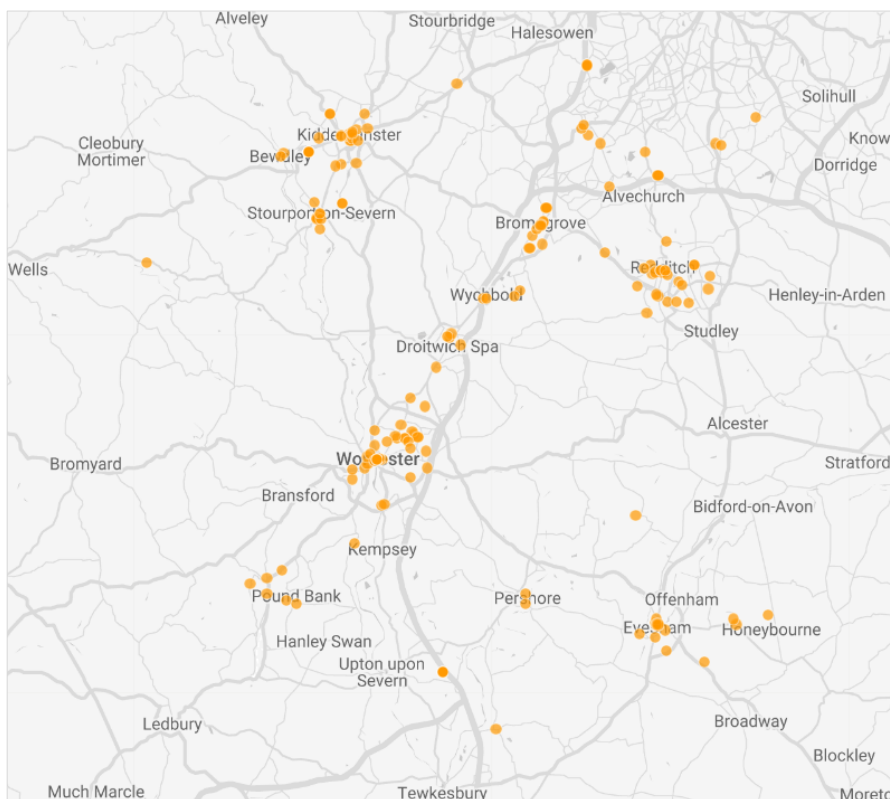 Alveley
Stourbridge
Halesowen
Solihull
Kidderminster
Cleobury
Mortimer
Know
Bewdley
Dorridge
Alvechurch
Stourport-on-Severn
Bromsgrove
Wells
Redditch
Wychbold
Henley-in-Arden
Studley
Droitwich Spa
Alcester
Worcester
Bromyard
Stratford
Bransford
Bidford-on-Avon
Kempsey
Pound Bank
Pershore
Offenham
Evesham
Honeybourne
Hanley Swan
Upton upon
Severn
Ledbury
Broadway
Blockley
Much Marcle
Tewkesbury
Moreto